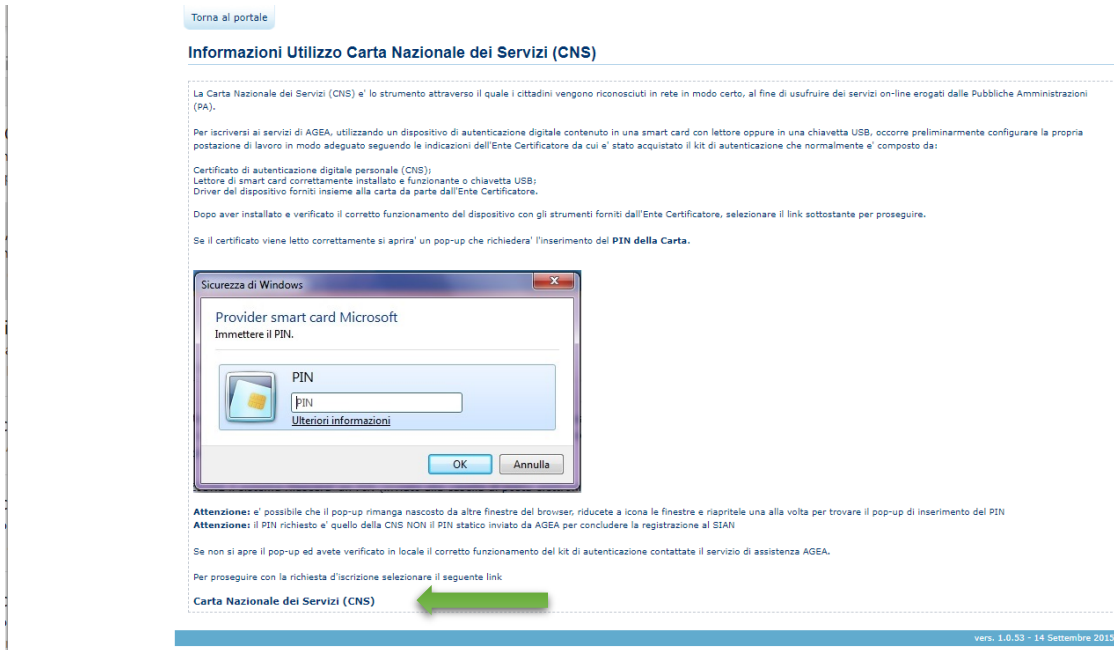 Torna al portale
Informazioni Utilizzo Carta Nazionale dei Servizi (CNS)
La Carta Nazionale dei Servizi (CNS) e' lo strumento attraverso il quale i cittadini vengono riconosciuti in rete in modo certo, al fine di usufruire dei servizi on-line erogati dalle Pubbliche Amministrazioni
(PA).
Per iscriversi ai servizi di AGEA, utilizzando un dispositivo di autenticazione digitale contenuto in una smart card con lettore oppure in una chiavetta USB, occorre preliminarmente configurare la propria
postazione di lavoro in modo adeguato seguendo le indicazioni dell'Ente Certificatore da cui e' stato acquistato il kit di autenticazione che normalmente e' composto da:
Certificato di autenticazione digitale personale (CNS);
Lettore di smart card correttamente installato e funzionante o chiavetta USB;
Driver del dispositivo forniti insieme alla carta da parte dall'Ente Certificatore.
Dopo aver installato e verificato il corretto funzionamento del dispositivo con gli strumenti forniti dall'Ente Certificatore, selezionare il link sottostante per proseguire.
Se il certificato viene letto correttamente si aprira' un pop-up che richiedera' l'inserimento del PIN della Carta.
Sicurezza di Windows
Provider smart card Microsoft
Immettere il PIN.
PIN
PIN
Ulteriori informazioni
OK Annulla
Attenzione: e' possibile che il pop-up rimanga nascosto da altre finestre del browser, riducete a icona le finestre e riapritele una alla volta per trovare il pop-up di inserimento del PIN
Attenzione: il PIN richiesto e' quello della CNS NON il PIN statico inviato da AGEA per concludere la registrazione al SIAN
Se non si apre il pop-up ed avete verificato in locale il corretto funzionamento del kit di autenticazione contattate il servizio di assistenza AGEA.
Per proseguire con la richiesta d'iscrizione selezionare il seguente link
Carta Nazionale dei Servizi (CNS)
vers. 1.0.53 - 14 Settembre 2015